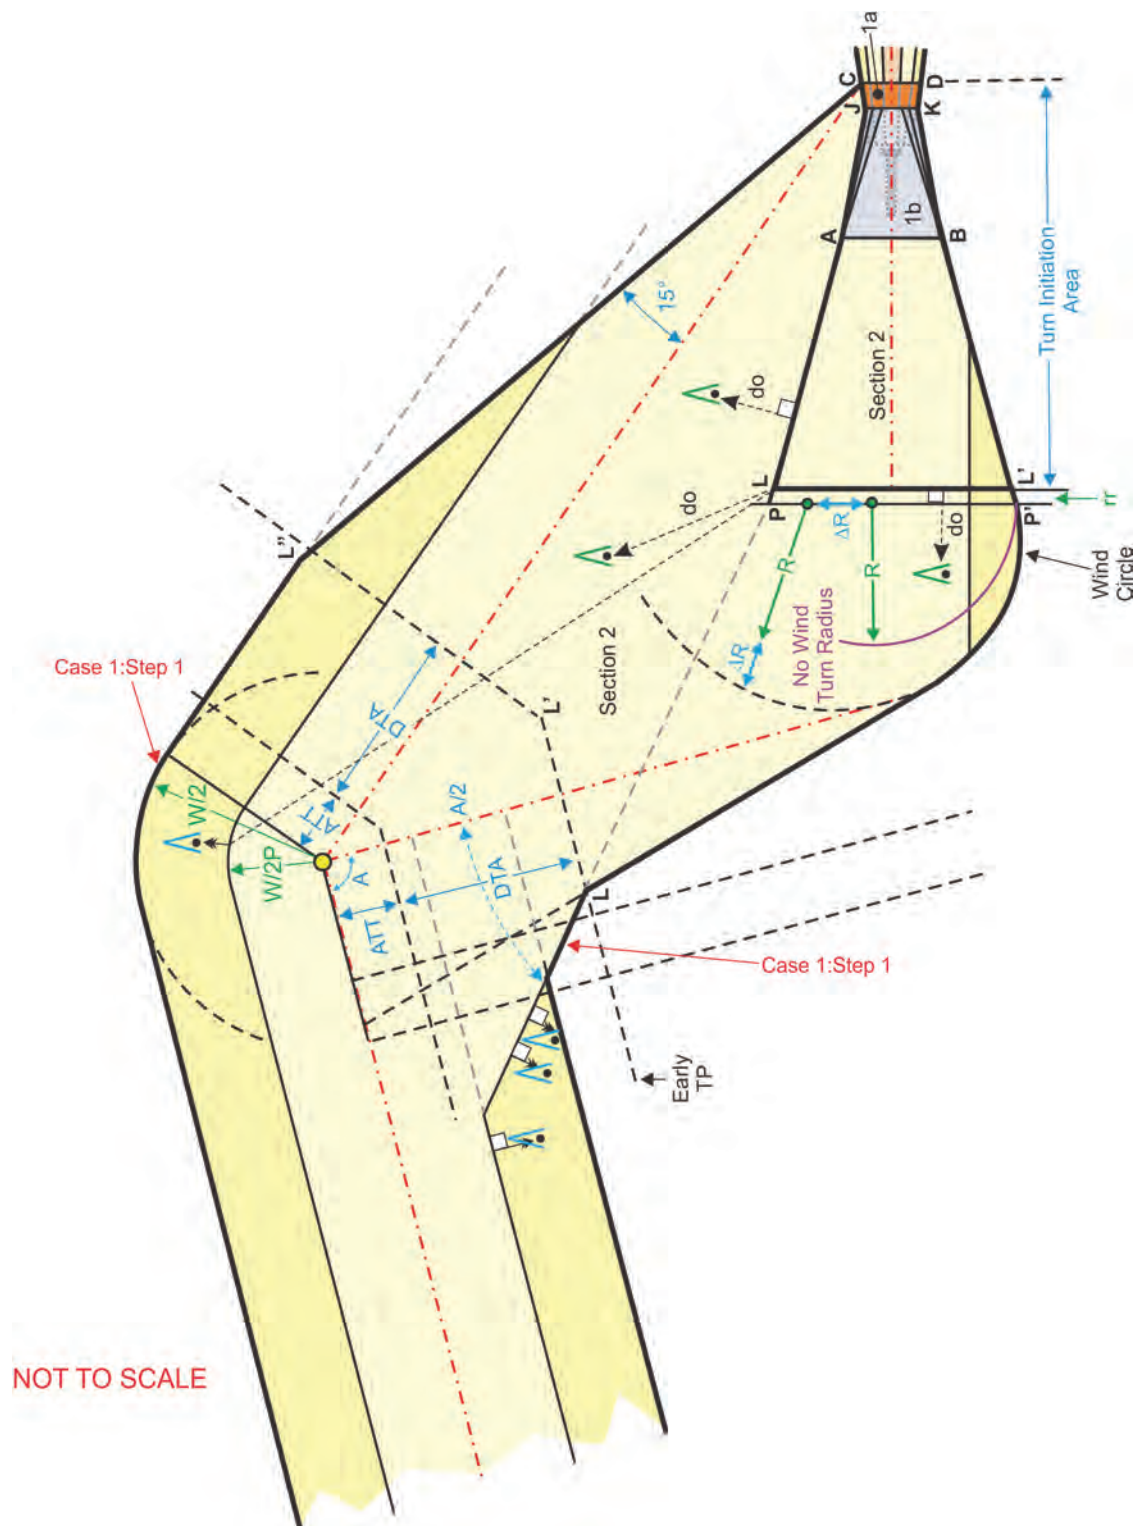 1a
C
D
J
K
1b
A
B
Turn Initiation
Area
15°
Section 2
do
L
L'
P
P'
rr
ΔR
do
do
R
R
ΔR
No Wind
Turn Radius
Wind
Circle
L''
Section 2
Case 1:Step 1
DTA
L'
W/2
ATT
A/2
W/2P
A
DTA
ATT
L
Case 1:Step 1
Early
TP
NOT TO SCALE